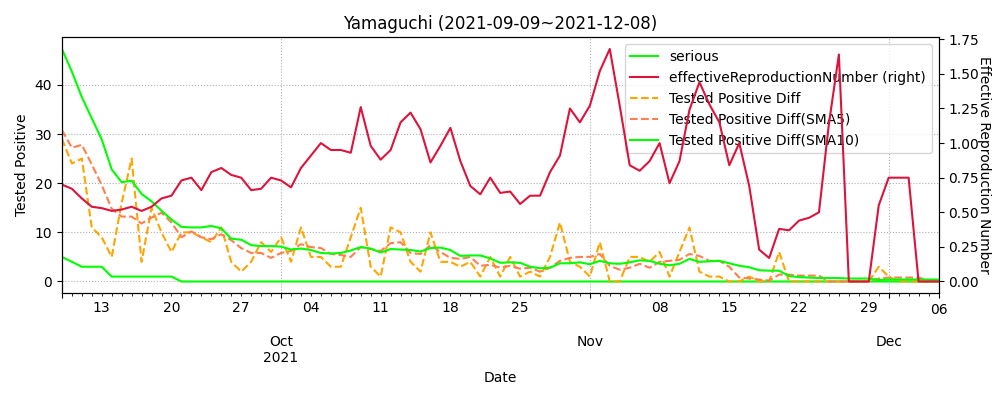 Yamaguchi (2021-09-09~2021-12-08)
serious
effectiveReproductionNumber (right)
Tested Positive Diff
Tested Positive Diff(SMA5)
Tested Positive Diff(SMA10)
Tested Positive
40
30
20
10
0
1.75
1.50
1.25
1.00
0.75
0.50
0.25
0.00
Effective Reproduction Number
13 20 27 04 11 18 25 08 15 22 29 06
Oct Nov Dec
2021
Date